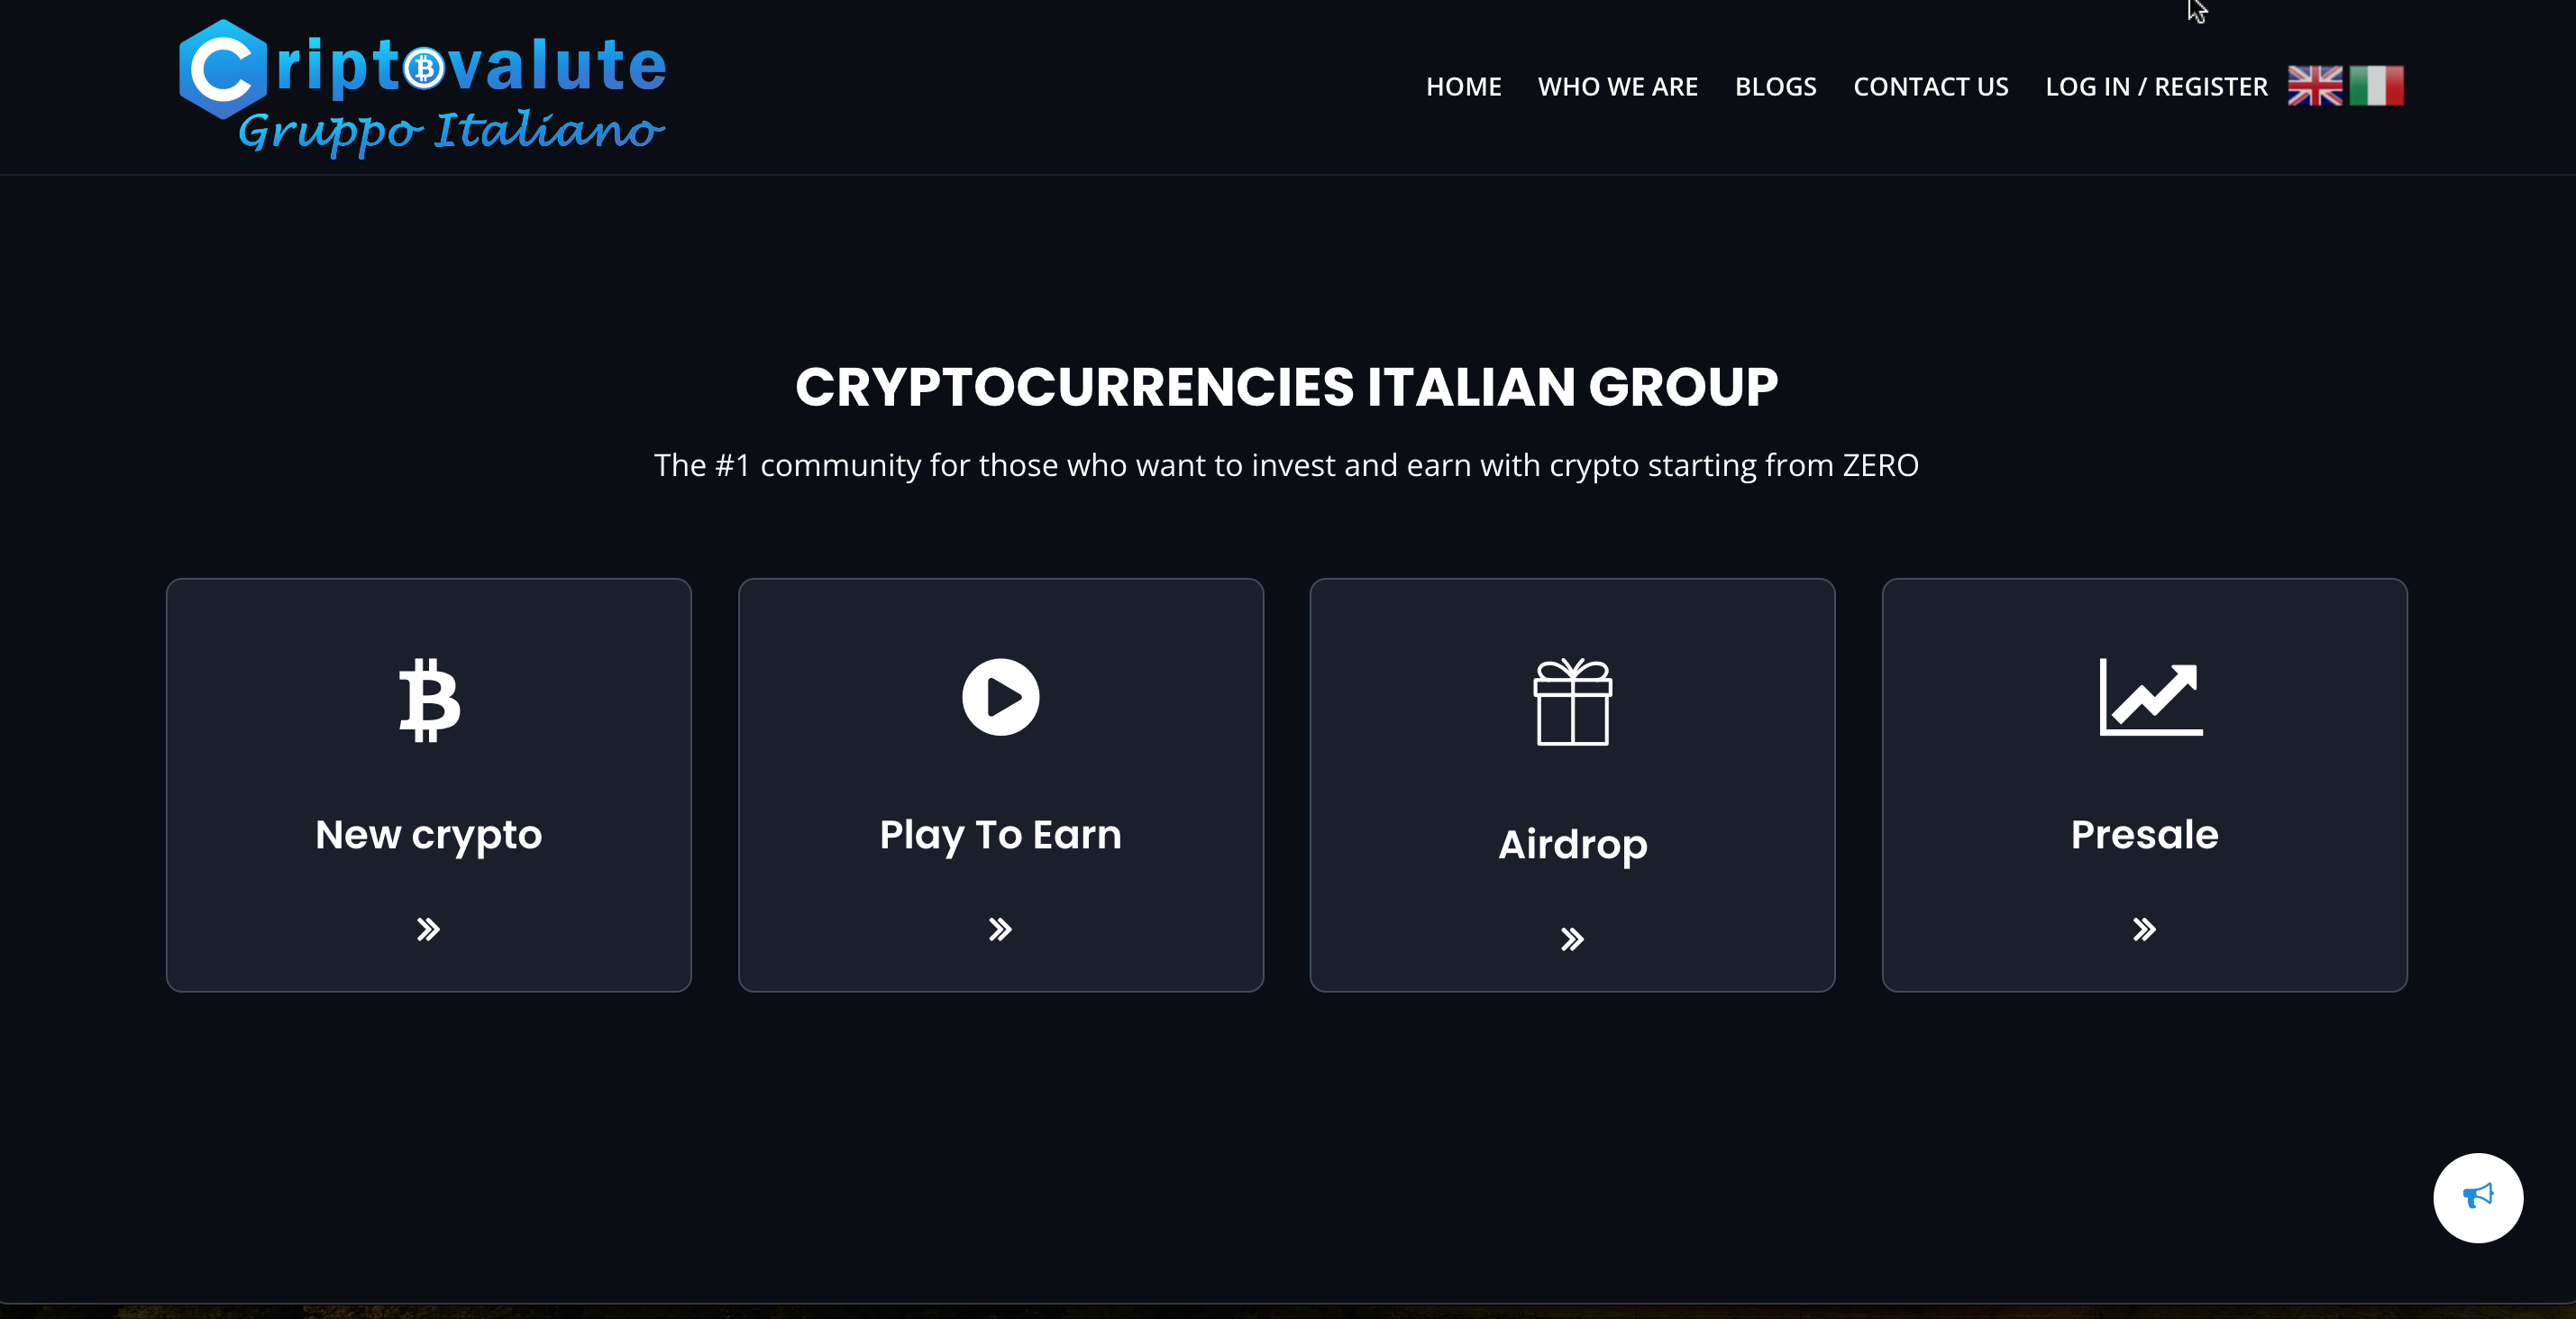 Criptovalute
Gruppo Italiano
HOME WHO WE ARE BLOGS CONTACT US LOG IN / REGISTER
CRYPTOCURRENCIES ITALIAN GROUP
The #1 community for those who want to invest and earn with crypto starting from ZERO
New crypto
Play To Earn
Airdrop
Presale